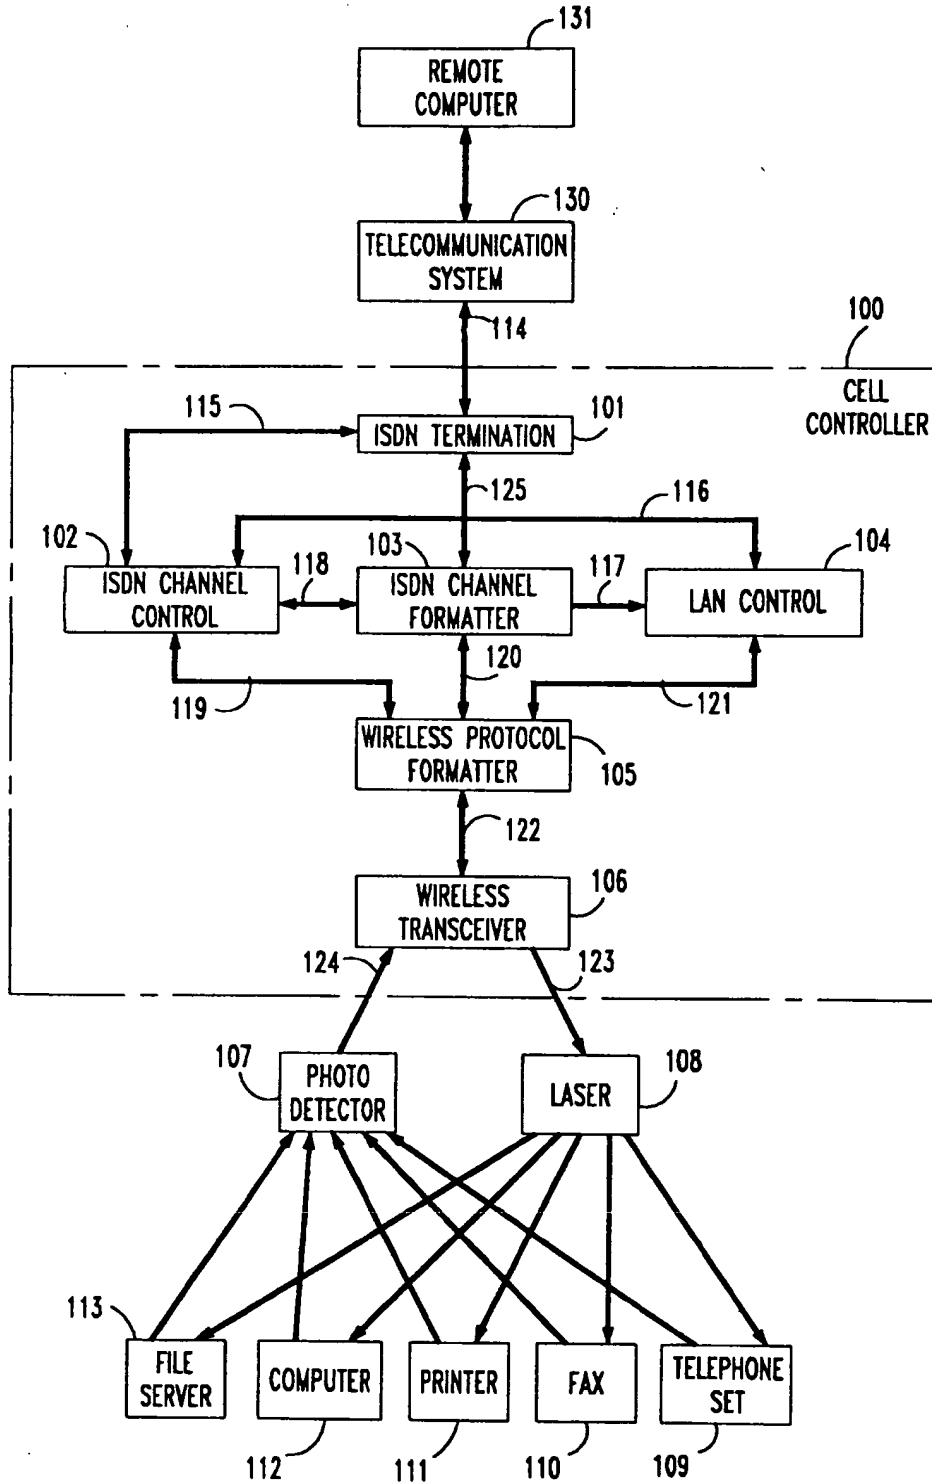 131
REMOTE
COMPUTER
130
TELECOMMUNICATION
SYSTEM
114
100
CELL
CONTROLLER
115
101
ISDN TERMINATION
125
116
102
103
104
ISDN CHANNEL
CONTROL
118
ISDN CHANNEL
FORMATTER
117
LAN CONTROL
120
119
121
WIRELESS PROTOCOL
FORMATTER
105
122
106
WIRELESS
TRANSCEIVER
124
123
107
PHOTO
DETECTOR
108
LASER
113
FILE
SERVER
COMPUTER
PRINTER
FAX
TELEPHONE
SET
112
111
110
109